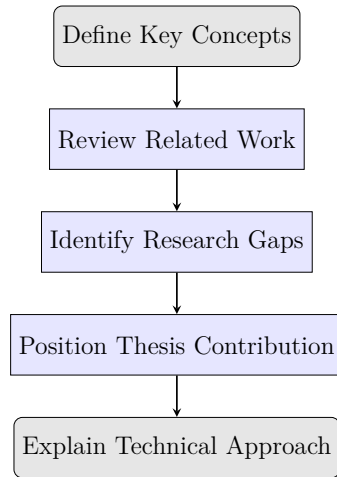 Define Key Concepts
Review Related Work
Identify Research Gaps
Position Thesis Contribution
Explain Technical Approach